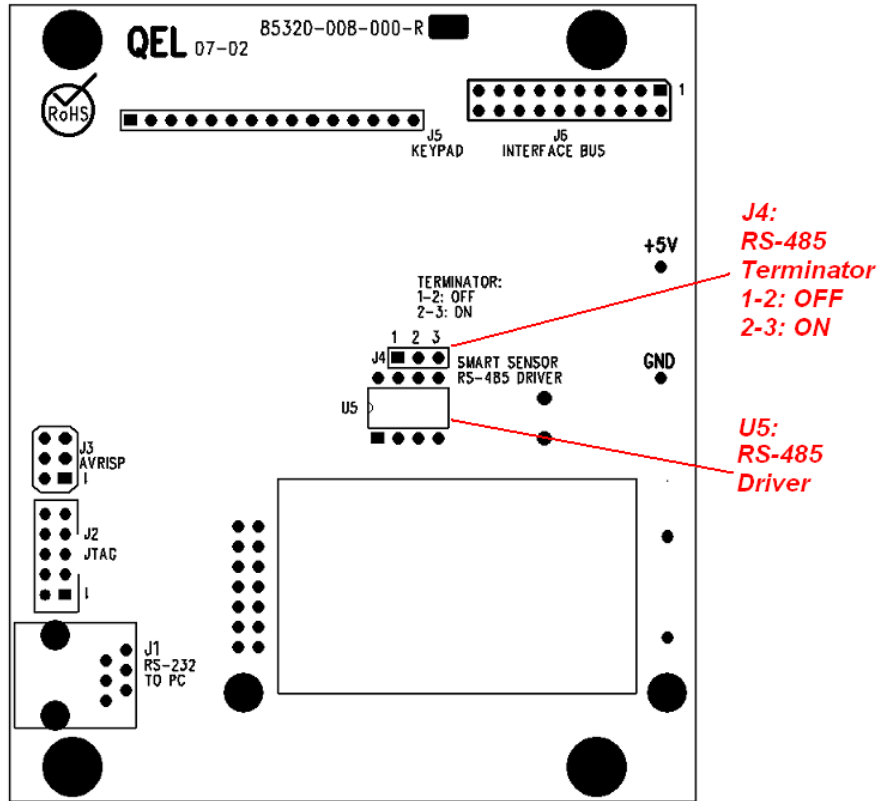 QEL 07-02
85320-008-000-R
RoHS
1
J5
KEYPAD
J6
INTERFACE BUS
J4:
RS-485
Terminator
1-2: OFF
2-3: ON
+5V
TERMINATOR:
1-2: OFF
2-3: ON
1 2 3
J4
SMART SENSOR
RS-485 DRIVER
GND
U5
U5:
RS-485
Driver
J3
AVRISP
1
J2
JTAG
1
J1
RS-232
TO PC